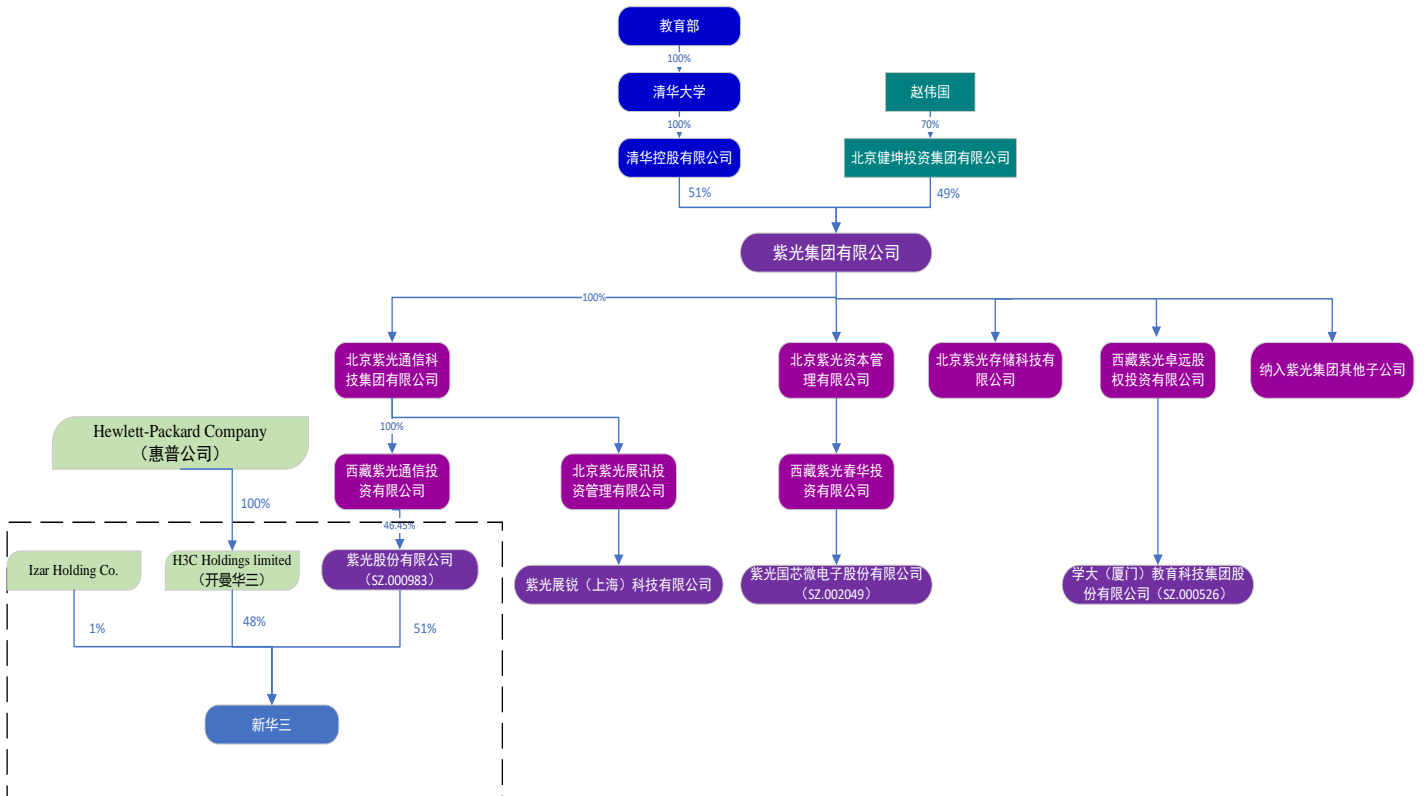 教育部
100%
清华大学
赵伟国
100%
70%
清华控股有限公司
北京健坤投资集团有限公司
51%
49%
紫光集团有限公司
100%
北京紫光通信科
技集团有限公司
北京紫光资本管
理有限公司
北京紫光存储科技有
限公司
西藏紫光卓远股
权投资有限公司
纳入紫光集团其他子公司
Hewlett-Packard Company
（惠普公司）
100%
西藏紫光通信投
资有限公司
北京紫光展讯投
资管理有限公司
西藏紫光春华投
资有限公司
100%
46.45%
Izar Holding Co.
H3C Holdings limited
（开曼华三）
紫光股份有限公司
（SZ.000983）
紫光展锐（上海）科技有限公司
紫光国芯微电子股份有限公司
（SZ.002049）
学大（厦门）教育科技集团股
份有限公司（SZ.000526）
1%
48%
51%
新华三